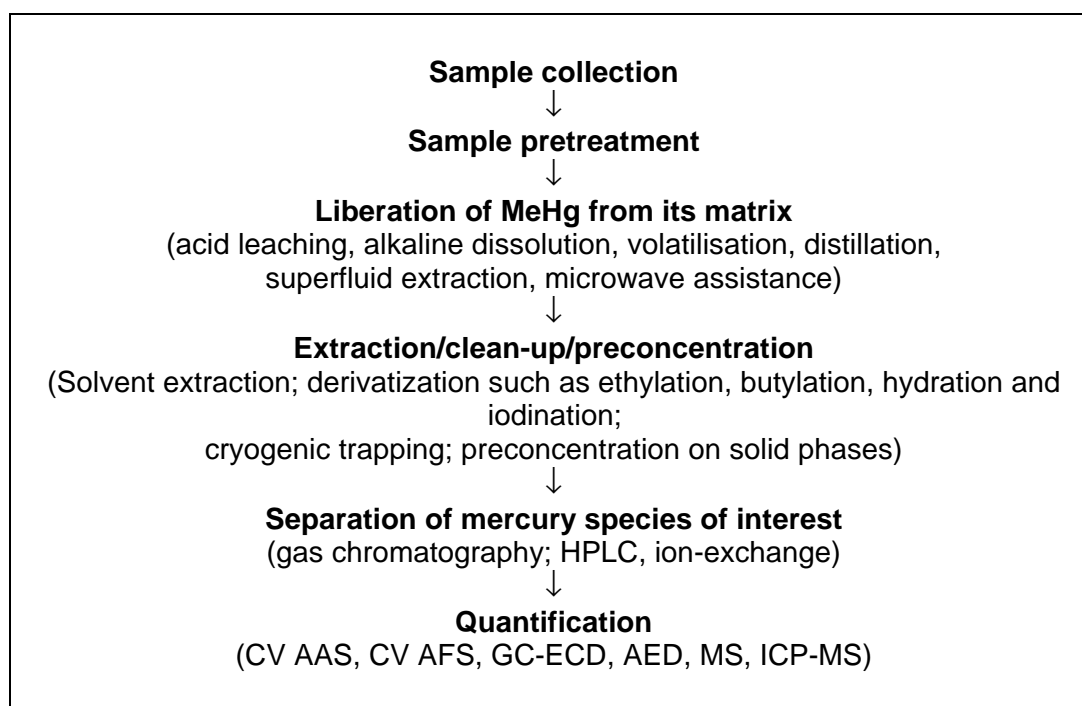 Sample collection
↓
Sample pretreatment
↓
Liberation of MeHg from its matrix
(acid leaching, alkaline dissolution, volatilisation, distillation,
superfluid extraction, microwave assistance)
↓
Extraction/clean-up/preconcentration
(Solvent extraction; derivatization such as ethylation, butylation, hydration and
iodination;
cryogenic trapping; preconcentration on solid phases)
↓
Separation of mercury species of interest
(gas chromatography; HPLC, ion-exchange)
↓
Quantification
(CV AAS, CV AFS, GC-ECD, AED, MS, ICP-MS)